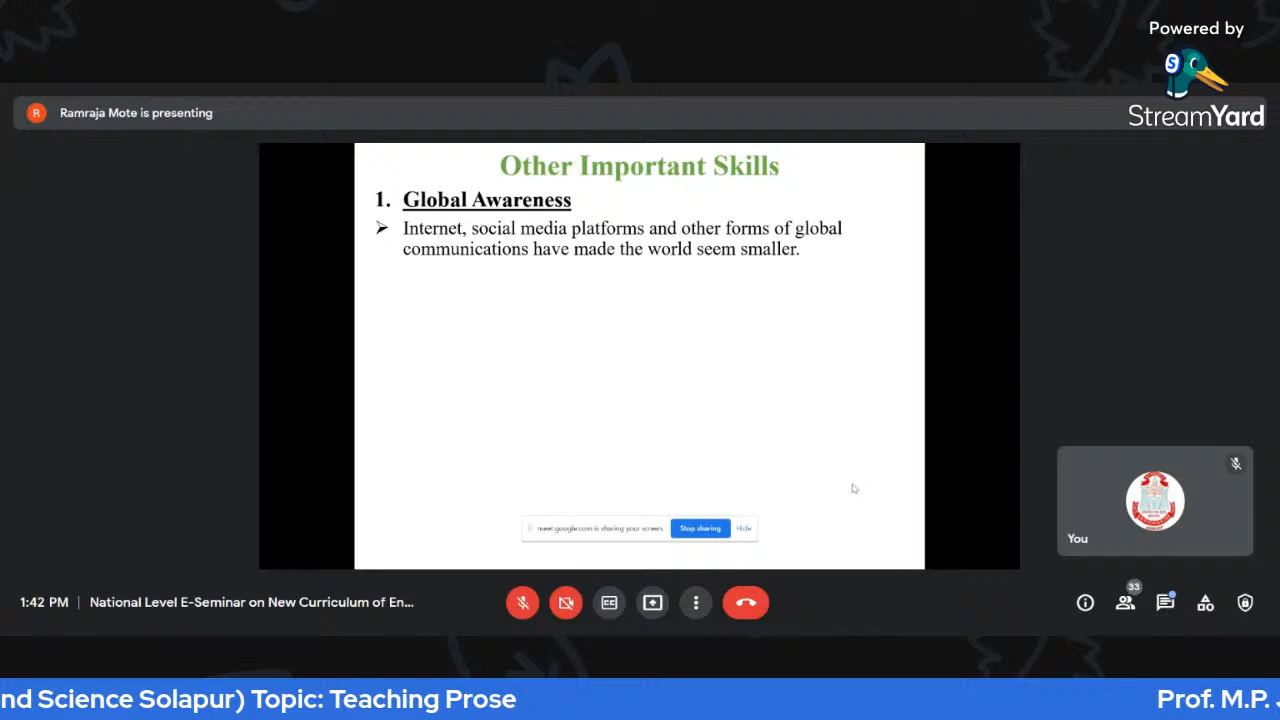 Powered by
S
StreamYard
R
Ramraja Mote is presenting
Other Important Skills
1. Global Awareness
➢ Internet, social media platforms and other forms of global
communications have made the world seem smaller.
meet.google.com is sharing your screen.
Stop sharing
Hide
You
1:42 PM | National Level E-Seminar on New Curriculum of En...
CC
33
nd Science Solapur) Topic: Teaching Prose
Prof. M.P.